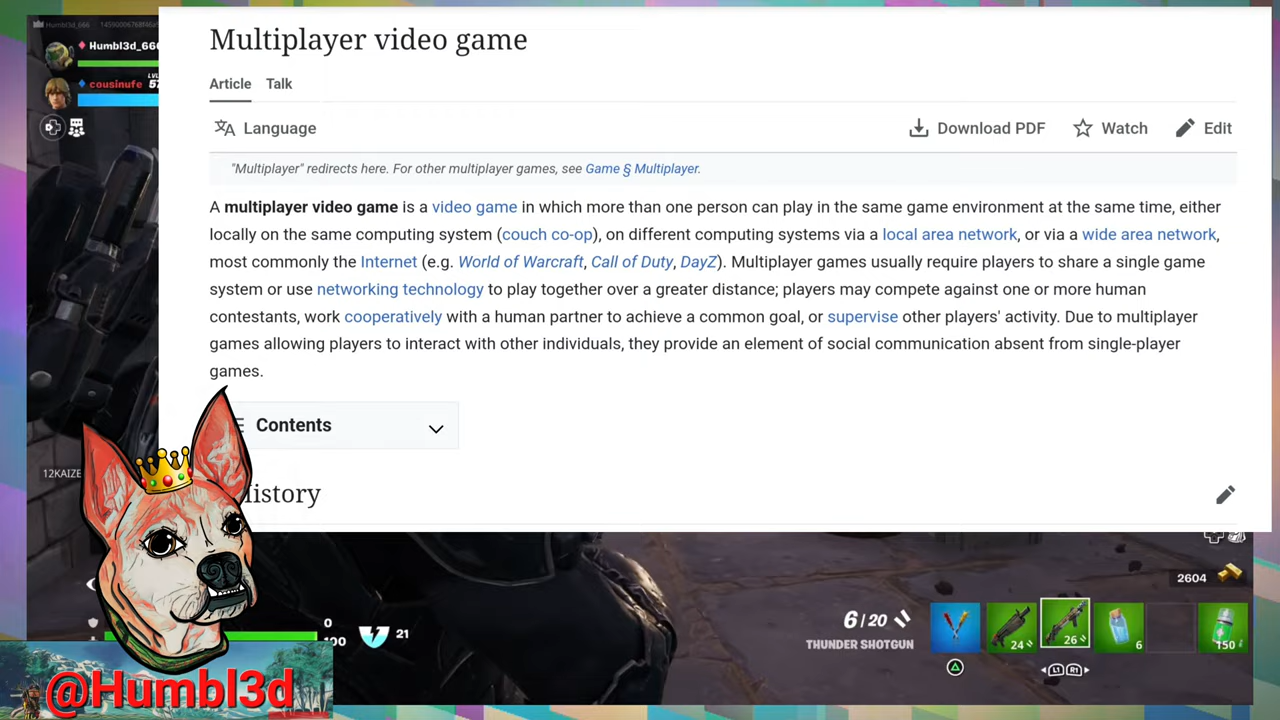 Humbl3d_666
Humbl3d_666
cousinufe
Multiplayer video game
Article Talk
Language Download PDF Watch Edit
"Multiplayer" redirects here. For other multiplayer games, see Game § Multiplayer.
A multiplayer video game is a video game in which more than one person can play in the same game environment at the same time, either
locally on the same computing system (couch co-op), on different computing systems via a local area network, or via a wide area network,
most commonly the Internet (e.g. World of Warcraft, Call of Duty, DayZ). Multiplayer games usually require players to share a single game
system or use networking technology to play together over a greater distance; players may compete against one or more human
contestants, work cooperatively with a human partner to achieve a common goal, or supervise other players' activity. Due to multiplayer
games allowing players to interact with other individuals, they provide an element of social communication absent from single-player
games.
Contents
History
12KAIZE
2604
0
100 21
6/20
THUNDER SHOTGUN
24 26 6 150
L1 R1
@Humbl3d